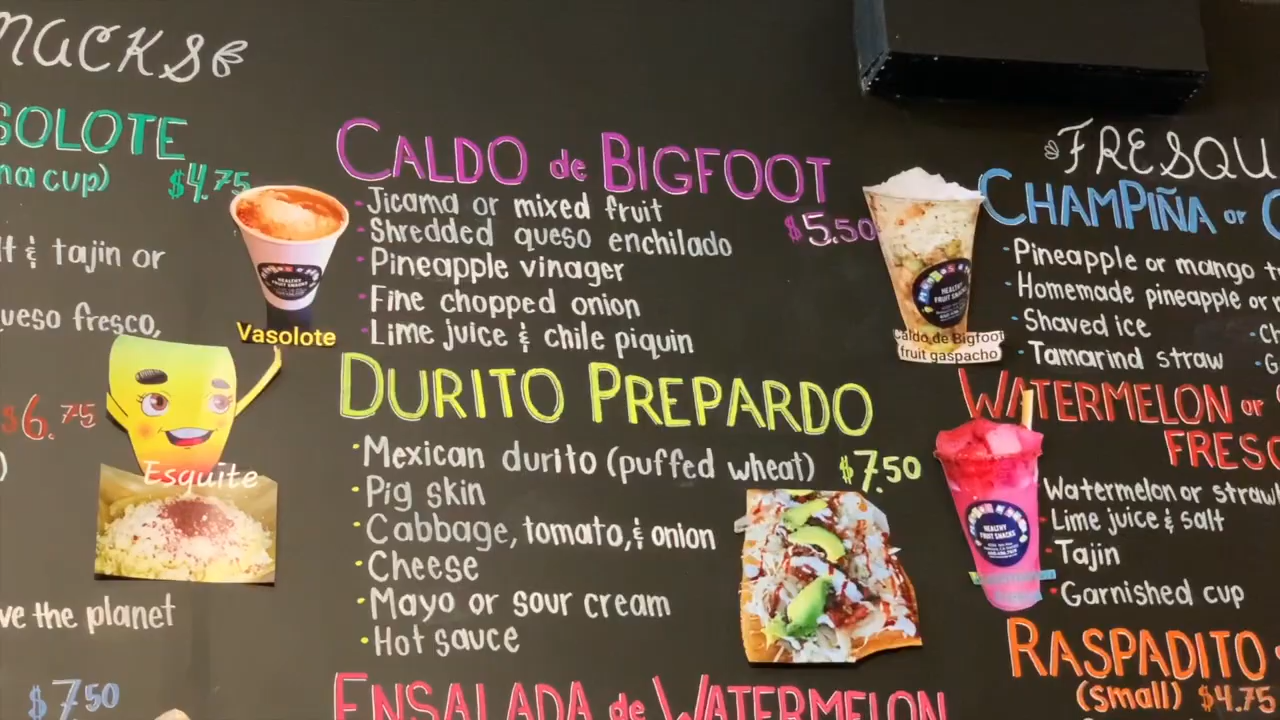 NACKS
SOLOTE
na cup) $4.75
lt & tajin or
ueso fresco,
Vasolote
$6.75
)
Esquite
ve the planet
$7.50
CALDO de BIGFOOT
Jicama or mixed fruit
$5.50
Shredded queso enchilado
Pineapple vinager
Fine chopped onion
Lime juice & chile piquin
Caldo de Bigfoot
fruit gaspacho
DURITO PREPARDO
Mexican durito (puffed wheat) $7.50
Pig skin
Cabbage, tomato, & onion
Cheese
Mayo or sour cream
Hot sauce
ENSALADA de WATERMELON
FRESQU
CHAMPIÑA or
Pineapple or mango
Homemade pineapple or
Shaved ice
Tamarind straw
WATERMELON or
FRESC
Watermelon or straw
Lime juice & salt
Tajin
Garnished cup
HEALTHY
FRUIT SNACKS
RASPADITO
(small) $4.75